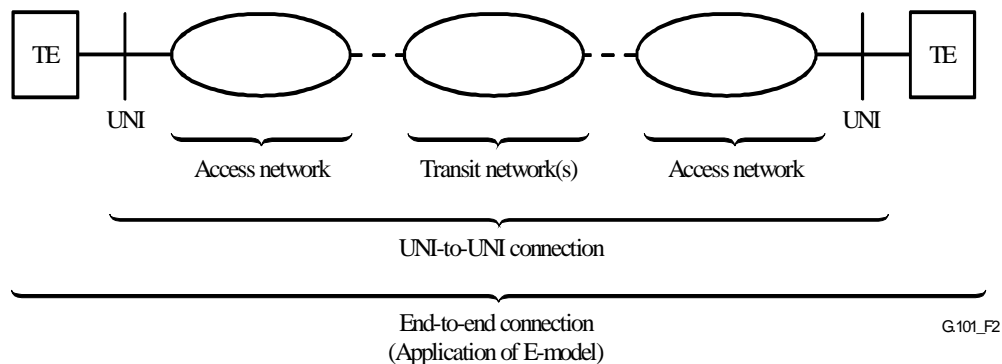 TE
TE
UNI
UNI
Access network
Transit network(s)
Access network
UNI-to-UNI connection
End-to-end connection
(Application of E-model)
G.101_F2